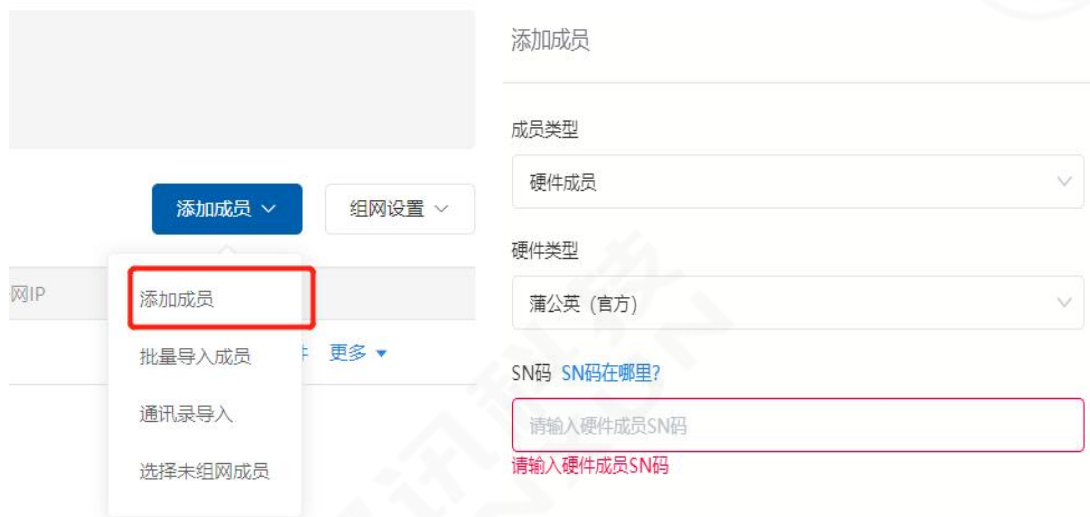 添加成员
组网设置
网IP
添加成员
更多
批量导入成员
通讯录导入
选择未组网成员
添加成员
成员类型
硬件成员
硬件类型
蒲公英（官方）
SN码 SN码在哪里?
请输入硬件成员SN码
请输入硬件成员SN码
讯科技